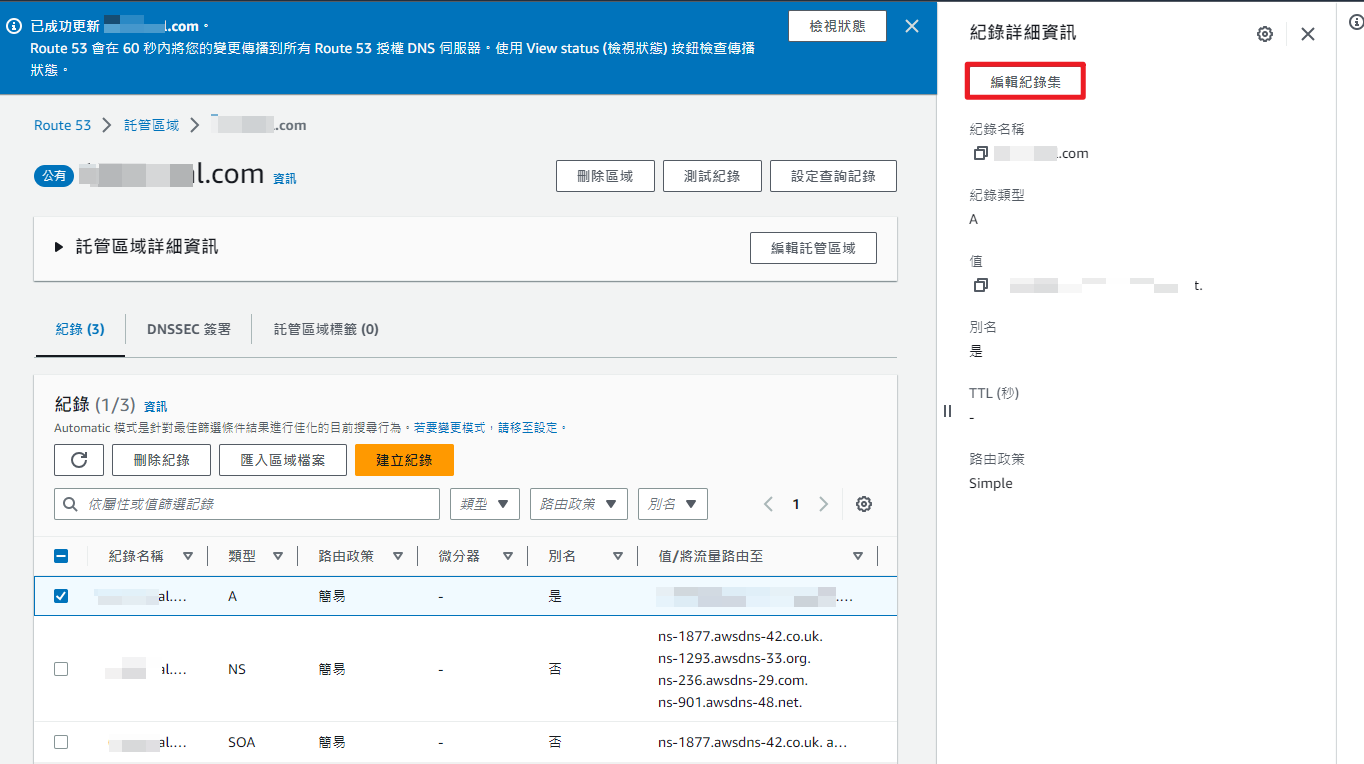 已成功更新 l.com。
Route 53 會在 60 秒內將您的變更傳播到所有 Route 53 授權 DNS 伺服器。使用 View status (檢視狀態) 按鈕檢查傳播
狀態。
檢視狀態
Route 53 託管區域 .com
公有 l.com 資訊
刪除區域 測試紀錄 設定查詢記錄
託管區域詳細資訊
編輯託管區域
紀錄 (3) DNSSEC 簽署 託管區域標籤 (0)
紀錄 (1/3) 資訊
Automatic 模式是針對最佳篩選條件結果進行佳化的目前搜尋行為。若要變更模式，請移至設定。
刪除紀錄 匯入區域檔案 建立紀錄
依屬性或值篩選記錄 類型 路由政策 別名 1
紀錄名稱 類型 路由政策 微分器 別名 值/將流量路由至
al.... A 簡易 - 是 ...
al.... NS 簡易 - 否 ns-1877.awsdns-42.co.uk.
ns-1293.awsdns-33.org.
ns-236.awsdns-29.com.
ns-901.awsdns-48.net.
al.... SOA 簡易 - 否 ns-1877.awsdns-42.co.uk. a...
紀錄詳細資訊
編輯紀錄集
紀錄名稱
.com
紀錄類型
A
值
t.
別名
是
TTL (秒)
-
路由政策
Simple